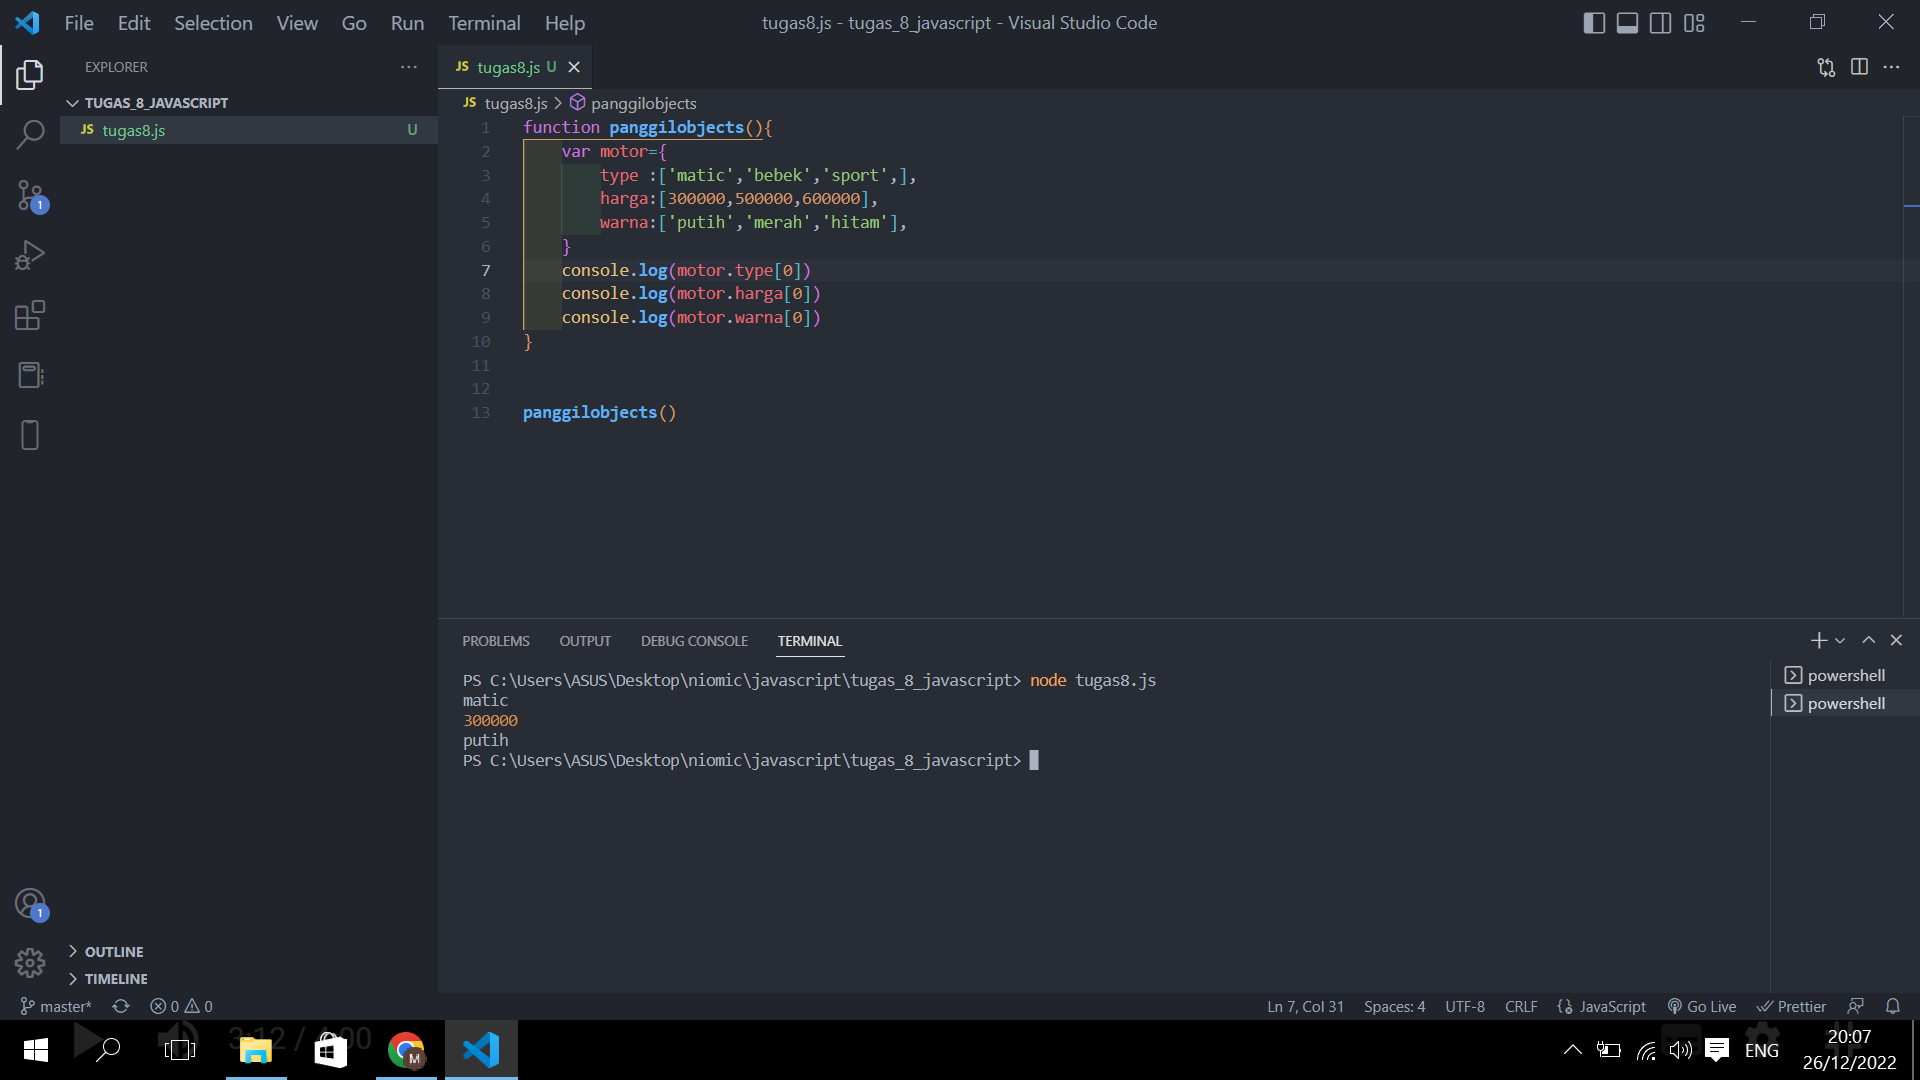 File Edit Selection View Go Run Terminal Help
tugas8.js - tugas_8_javascript - Visual Studio Code
EXPLORER
TUGAS_8_JAVASCRIPT
JS tugas8.js U
JS tugas8.js U
JS tugas8.js > panggilobjects
1 function panggilobjects(){
2 var motor={
3 type :['matic','bebek','sport',],
4 harga:[300000,500000,600000],
5 warna:['putih','merah','hitam'],
6 }
7 console.log(motor.type[0])
8 console.log(motor.harga[0])
9 console.log(motor.warna[0])
10 }
11
12
13 panggilobjects()
1
1
OUTLINE
TIMELINE
PROBLEMS OUTPUT DEBUG CONSOLE TERMINAL
PS C:\Users\ASUS\Desktop\niomic\javascript\tugas_8_javascript> node tugas8.js
matic
300000
putih
PS C:\Users\ASUS\Desktop\niomic\javascript\tugas_8_javascript>
powershell
powershell
master* 0 0
Ln 7, Col 31 Spaces: 4 UTF-8 CRLF {} JavaScript Go Live Prettier
M
ENG
20:07
26/12/2022